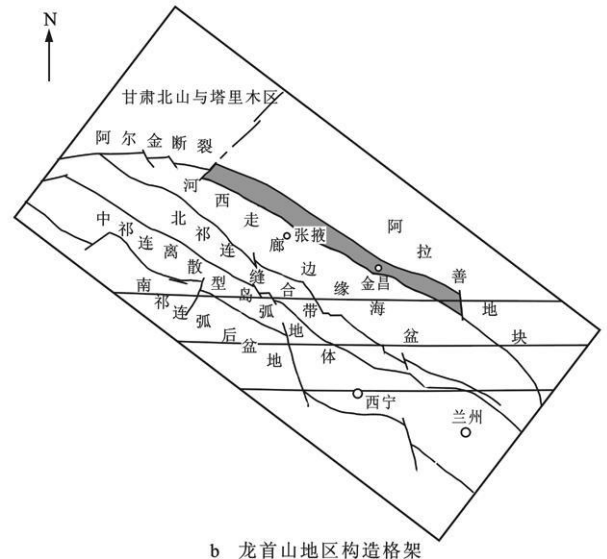 N
甘肃北山与塔里木区
阿尔金断裂
河西走廊边缘海盆
阿拉善地块
张掖
金昌
北祁连缝合带
中祁连离散型岛弧地体
南祁连弧后盆地
西宁
兰州
b 龙首山地区构造格架